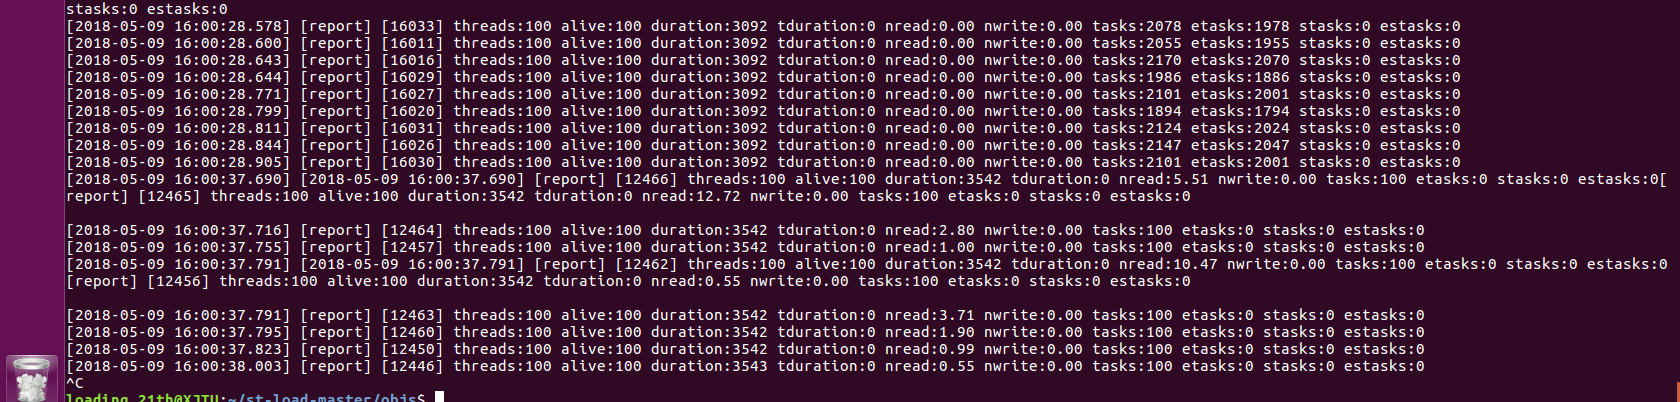 stasks:0 estasks:0
[2018-05-09 16:00:28.578] [report] [16033] threads:100 alive:100 duration:3092 tduration:0 nread:0.00 nwrite:0.00 tasks:2078 etasks:1978 stasks:0 estasks:0
[2018-05-09 16:00:28.600] [report] [16011] threads:100 alive:100 duration:3092 tduration:0 nread:0.00 nwrite:0.00 tasks:2055 etasks:1955 stasks:0 estasks:0
[2018-05-09 16:00:28.643] [report] [16016] threads:100 alive:100 duration:3092 tduration:0 nread:0.00 nwrite:0.00 tasks:2170 etasks:2070 stasks:0 estasks:0
[2018-05-09 16:00:28.644] [report] [16029] threads:100 alive:100 duration:3092 tduration:0 nread:0.00 nwrite:0.00 tasks:1986 etasks:1886 stasks:0 estasks:0
[2018-05-09 16:00:28.771] [report] [16027] threads:100 alive:100 duration:3092 tduration:0 nread:0.00 nwrite:0.00 tasks:2101 etasks:2001 stasks:0 estasks:0
[2018-05-09 16:00:28.799] [report] [16020] threads:100 alive:100 duration:3092 tduration:0 nread:0.00 nwrite:0.00 tasks:1894 etasks:1794 stasks:0 estasks:0
[2018-05-09 16:00:28.811] [report] [16031] threads:100 alive:100 duration:3092 tduration:0 nread:0.00 nwrite:0.00 tasks:2124 etasks:2024 stasks:0 estasks:0
[2018-05-09 16:00:28.844] [report] [16026] threads:100 alive:100 duration:3092 tduration:0 nread:0.00 nwrite:0.00 tasks:2147 etasks:2047 stasks:0 estasks:0
[2018-05-09 16:00:28.905] [report] [16030] threads:100 alive:100 duration:3092 tduration:0 nread:0.00 nwrite:0.00 tasks:2101 etasks:2001 stasks:0 estasks:0
[2018-05-09 16:00:37.690] [2018-05-09 16:00:37.690] [report] [12466] threads:100 alive:100 duration:3542 tduration:0 nread:5.51 nwrite:0.00 tasks:100 etasks:0 stasks:0 estasks:0[
report] [12465] threads:100 alive:100 duration:3542 tduration:0 nread:12.72 nwrite:0.00 tasks:100 etasks:0 stasks:0 estasks:0
[2018-05-09 16:00:37.716] [report] [12464] threads:100 alive:100 duration:3542 tduration:0 nread:2.80 nwrite:0.00 tasks:100 etasks:0 stasks:0 estasks:0
[2018-05-09 16:00:37.755] [report] [12457] threads:100 alive:100 duration:3542 tduration:0 nread:1.00 nwrite:0.00 tasks:100 etasks:0 stasks:0 estasks:0
[2018-05-09 16:00:37.791] [2018-05-09 16:00:37.791] [report] [12462] threads:100 alive:100 duration:3542 tduration:0 nread:10.47 nwrite:0.00 tasks:100 etasks:0 stasks:0 estasks:0
[report] [12456] threads:100 alive:100 duration:3542 tduration:0 nread:0.55 nwrite:0.00 tasks:100 etasks:0 stasks:0 estasks:0
[2018-05-09 16:00:37.791] [report] [12463] threads:100 alive:100 duration:3542 tduration:0 nread:3.71 nwrite:0.00 tasks:100 etasks:0 stasks:0 estasks:0
[2018-05-09 16:00:37.795] [report] [12460] threads:100 alive:100 duration:3542 tduration:0 nread:1.90 nwrite:0.00 tasks:100 etasks:0 stasks:0 estasks:0
[2018-05-09 16:00:37.823] [report] [12450] threads:100 alive:100 duration:3542 tduration:0 nread:0.99 nwrite:0.00 tasks:100 etasks:0 stasks:0 estasks:0
[2018-05-09 16:00:38.003] [report] [12446] threads:100 alive:100 duration:3543 tduration:0 nread:0.55 nwrite:0.00 tasks:100 etasks:0 stasks:0 estasks:0
^C
loading_21th@XJTU:~/st-load-master/objs$